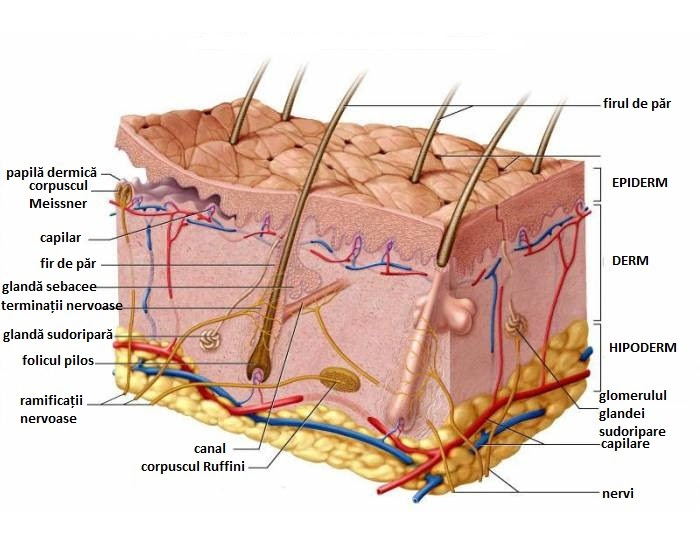 firul de păr
papilă dermică
corpuscul
Meissner
EPIDERM
capilar
fir de păr
DERM
glandă sebacee
terminații nervoase
glandă sudoripară
HIPODERM
folicul pilos
ramificații
nervoase
glomerulul
glandei
sudoripare
capilare
canal
corpuscul Ruffini
nervi